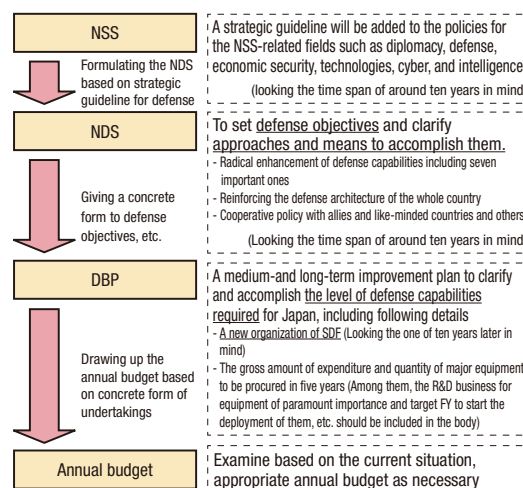 NSS
A strategic guideline will be added to the policies for
the NSS-related fields such as diplomacy, defense,
economic security, technologies, cyber, and intelligence
(looking the time span of around ten years in mind
Formulating the NDS
based on strategic
guideline for defense
NDS
To set defense objectives and clarify
approaches and means to accomplish them.
- Radical enhancement of defense capabilities including seven
important ones
- Reinforcing the defense architecture of the whole country
- Cooperative policy with allies and like-minded countries and others
(Looking the time span of around ten years in mind
Giving a concrete
form to defense
objectives, etc.
DBP
A medium-and long-term improvement plan to clarify
and accomplish the level of defense capabilities
required for Japan, including following details
- A new organization of SDF (Looking the one of ten years later in
mind)
- The gross amount of expenditure and quantity of major equipment
to be procured in five years (Among them, the R&D business for
equipment of paramount importance and target FY to start the
deployment of them, etc. should be included in the body)
Drawing up the
annual budget based
on concrete form of
undertakings
Annual budget
Examine based on the current situation,
appropriate annual budget as necessary